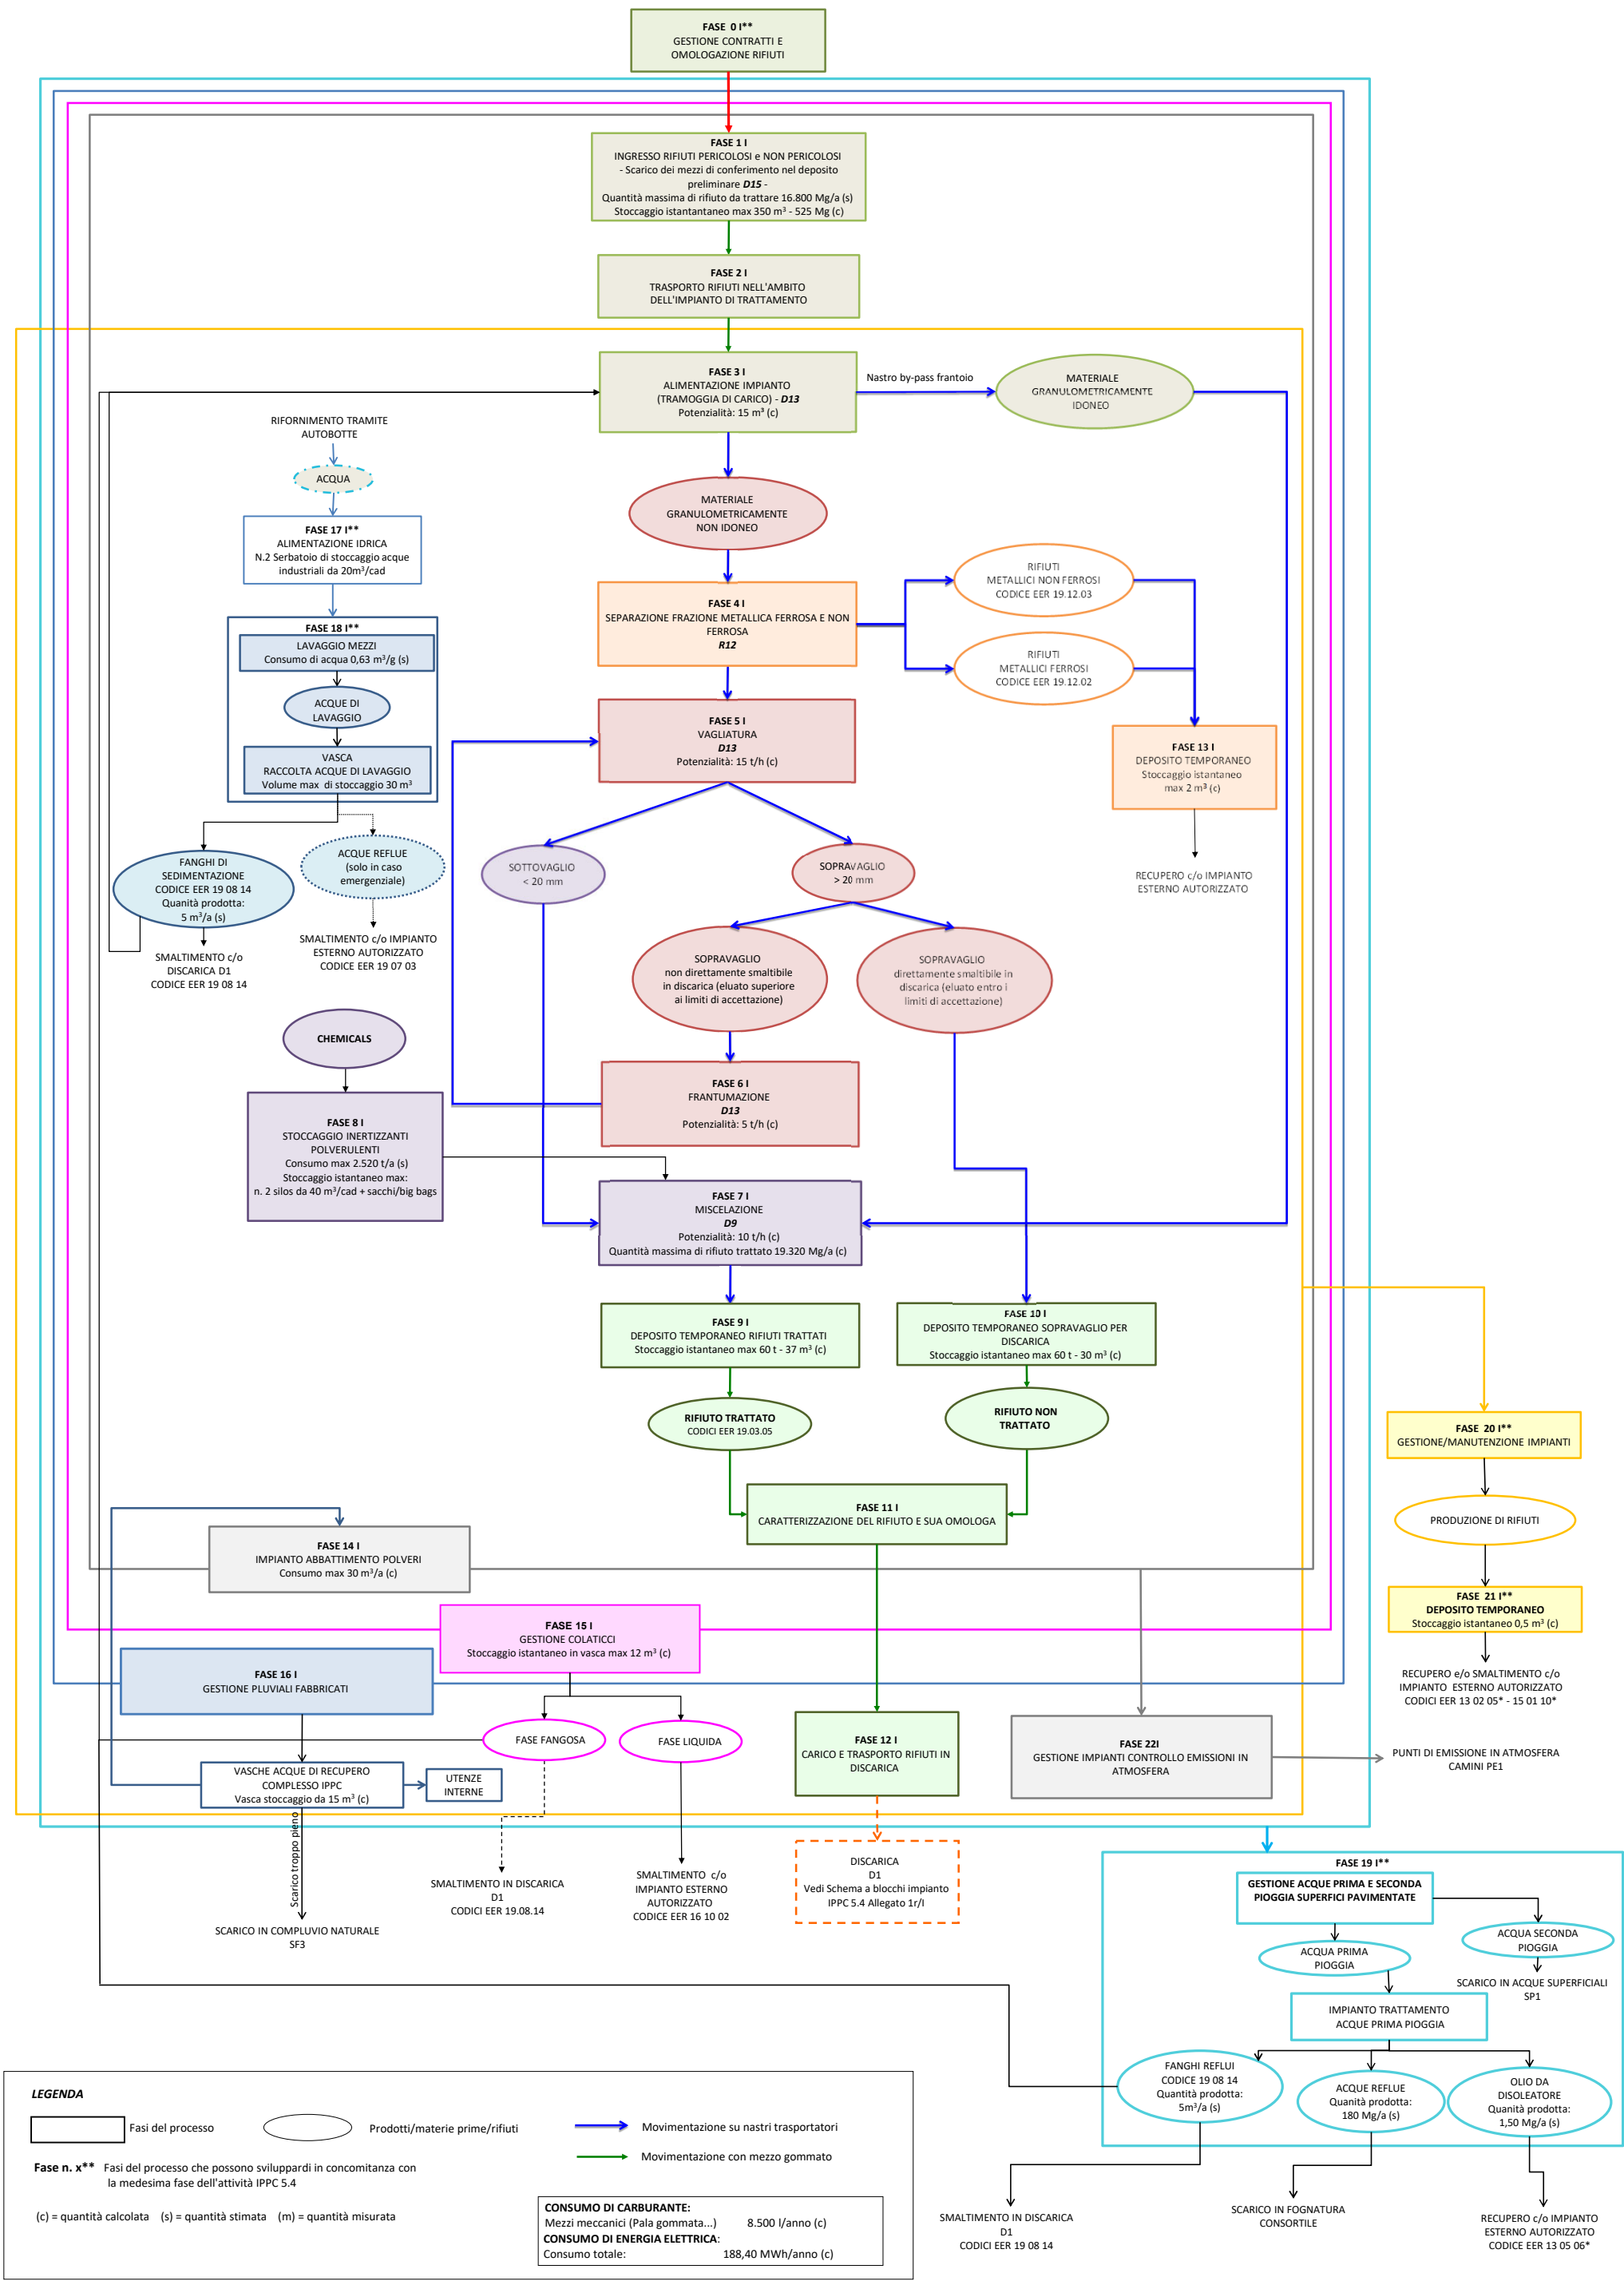 FASE 0 I**
GESTIONE CONTRATTI E
OMOLOGAZIONE RIFIUTI
FASE 1 I
INGRESSO RIFIUTI PERICOLOSI e NON PERICOLOSI
- Scarico dei mezzi di conferimento nel deposito
preliminare D15 -
Quantità massima di rifiuto da trattare 16.800 Mg/a (s)
Stoccaggio istantantaneo max 350 m³ - 525 Mg (c)
FASE 2 I
TRASPORTO RIFIUTI NELL'AMBITO
DELL'IMPIANTO DI TRATTAMENTO
FASE 3 I
ALIMENTAZIONE IMPIANTO
(TRAMOGGIA DI CARICO) - D13
Potenzialità: 15 m³ (c)
Nastro by-pass frantoio
MATERIALE
GRANULOMETRICAMENTE
IDONEO
RIFORNIMENTO TRAMITE
AUTOBOTTE
ACQUA
FASE 17 I**
ALIMENTAZIONE IDRICA
N.2 Serbatoio di stoccaggio acque
industriali da 20m³/cad
MATERIALE
GRANULOMETRICAMENTE
NON IDONEO
FASE 4 I
SEPARAZIONE FRAZIONE METALLICA FERROSA E NON
FERROSA
R12
RIFIUTI
METALLICI NON FERROSI
CODICE EER 19.12.03
RIFIUTI
METALLICI FERROSI
CODICE EER 19.12.02
FASE 18 I**
LAVAGGIO MEZZI
Consumo di acqua 0,63 m³/g (s)
ACQUE DI
LAVAGGIO
VASCA
RACCOLTA ACQUE DI LAVAGGIO
Volume max di stoccaggio 30 m³
FASE 5 I
VAGLIATURA
D13
Potenzialità: 15 t/h (c)
FASE 13 I
DEPOSITO TEMPORANEO
Stoccaggio istantaneo
max 2 m³ (c)
RECUPERO c/o IMPIANTO
ESTERNO AUTORIZZATO
FANGHI DI
SEDIMENTAZIONE
CODICE EER 19 08 14
Quanità prodotta:
5 m³/a (s)
ACQUE REFLUE
(solo in caso
emergenziale)
SMALTIMENTO c/o
DISCARICA D1
CODICE EER 19 08 14
SMALTIMENTO c/o IMPIANTO
ESTERNO AUTORIZZATO
CODICE EER 19 07 03
SOTTOVAGLIO
< 20 mm
SOPRAVAGLIO
> 20 mm
SOPRAVAGLIO
non direttamente smaltibile
in discarica (eluato superiore
ai limiti di accettazione)
SOPRAVAGLIO
direttamente smaltibile in
discarica (eluato entro i
limiti di accettazione)
CHEMICALS
FASE 6 I
FRANTUMAZIONE
D13
Potenzialità: 5 t/h (c)
FASE 8 I
STOCCAGGIO INERTIZZANTI
POLVERULENTI
Consumo max 2.520 t/a (s)
Stoccaggio istantaneo max:
n. 2 silos da 40 m³/cad + sacchi/big bags
FASE 7 I
MISCELAZIONE
D9
Potenzialità: 10 t/h (c)
Quantità massima di rifiuto trattato 19.320 Mg/a (c)
FASE 9 I
DEPOSITO TEMPORANEO RIFIUTI TRATTATI
Stoccaggio istantaneo max 60 t - 37 m³ (c)
FASE 10 I
DEPOSITO TEMPORANEO SOPRAVAGLIO PER
DISCARICA
Stoccaggio istantaneo max 60 t - 30 m³ (c)
RIFIUTO TRATTATO
CODICI EER 19.03.05
RIFIUTO NON
TRATTATO
FASE 11 I
CARATTERIZZAZIONE DEL RIFIUTO E SUA OMOLOGA
FASE 20 I**
GESTIONE/MANUTENZIONE IMPIANTI
PRODUZIONE DI RIFIUTI
FASE 21 I**
DEPOSITO TEMPORANEO
Stoccaggio istantaneo 0,5 m³ (c)
RECUPERO e/o SMALTIMENTO c/o
IMPIANTO ESTERNO AUTORIZZATO
CODICI EER 13 02 05* - 15 01 10*
FASE 14 I
IMPIANTO ABBATTIMENTO POLVERI
Consumo max 30 m³/a (c)
FASE 15 I
GESTIONE COLATICCI
Stoccaggio istantaneo in vasca max 12 m³ (c)
FASE 16 I
GESTIONE PLUVIALI FABBRICATI
FASE FANGOSA
FASE LIQUIDA
FASE 12 I
CARICO E TRASPORTO RIFIUTI IN
DISCARICA
FASE 22I
GESTIONE IMPIANTI CONTROLLO EMISSIONI IN
ATMOSFERA
PUNTI DI EMISSIONE IN ATMOSFERA
CAMINI PE1
VASCHE ACQUE DI RECUPERO
COMPLESSO IPPC
Vasca stoccaggio da 15 m³ (c)
UTENZE
INTERNE
Scarico troppo pieno
SCARICO IN COMPLUVIO NATURALE
SF3
SMALTIMENTO IN DISCARICA
D1
CODICI EER 19.08.14
SMALTIMENTO c/o
IMPIANTO ESTERNO
AUTORIZZATO
CODICE EER 16 10 02
DISCARICA
D1
Vedi Schema a blocchi impianto
IPPC 5.4 Allegato 1r/I
FASE 19 I**
GESTIONE ACQUE PRIMA E SECONDA
PIOGGIA SUPERFICI PAVIMENTATE
ACQUA PRIMA
PIOGGIA
ACQUA SECONDA
PIOGGIA
SCARICO IN ACQUE SUPERFICIALI
SP1
IMPIANTO TRATTAMENTO
ACQUE PRIMA PIOGGIA
FANGHI REFLUI
CODICE 19 08 14
Quantità prodotta:
5m³/a (s)
ACQUE REFLUE
Quanità prodotta:
180 Mg/a (s)
OLIO DA
DISOLEATORE
Quanità prodotta:
1,50 Mg/a (s)
SMALTIMENTO IN DISCARICA
D1
CODICI EER 19 08 14
SCARICO IN FOGNATURA
CONSORTILE
RECUPERO c/o IMPIANTO
ESTERNO AUTORIZZATO
CODICE EER 13 05 06*
LEGENDA
Fasi del processo
Prodotti/materie prime/rifiuti
Movimentazione su nastri trasportatori
Movimentazione con mezzo gommato
Fase n. x** Fasi del processo che possono sviluppardi in concomitanza con
la medesima fase dell'attività IPPC 5.4
(c) = quantità calcolata (s) = quantità stimata (m) = quantità misurata
CONSUMO DI CARBURANTE:
Mezzi meccanici (Pala gommata...) 8.500 l/anno (c)
CONSUMO DI ENERGIA ELETTRICA:
Consumo totale: 188,40 MWh/anno (c)